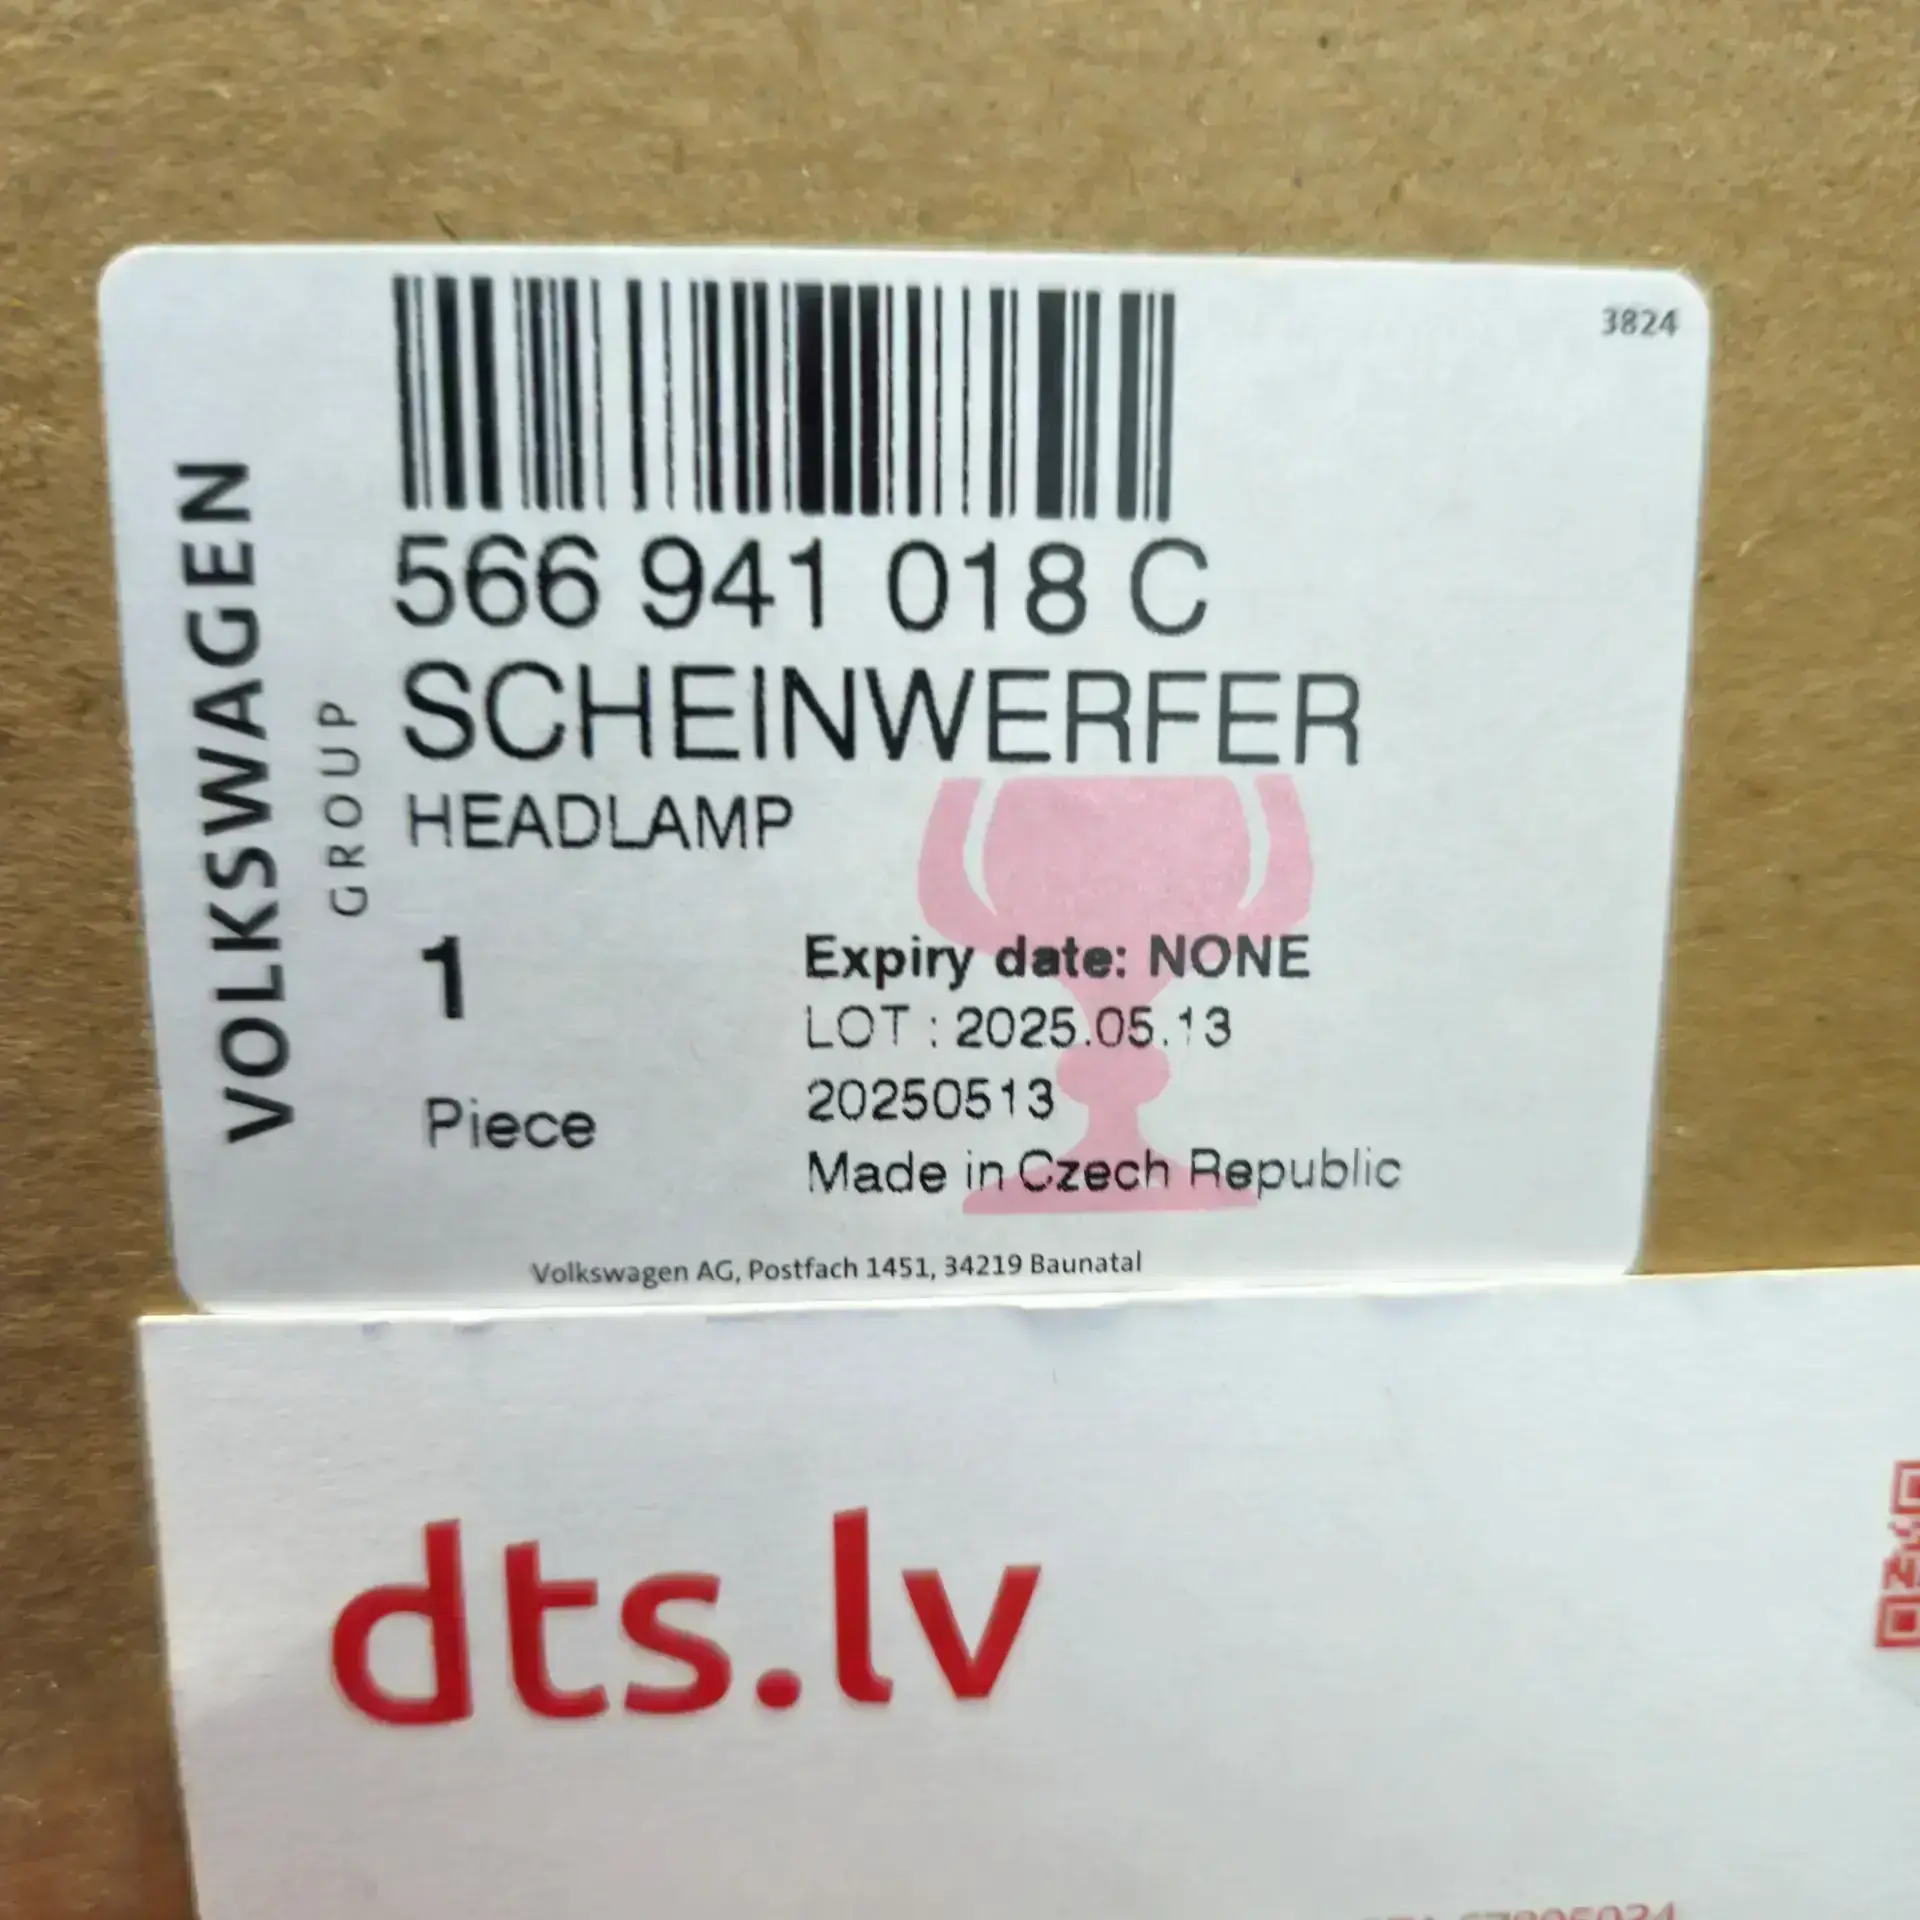 3824
VOLKSWAGEN
GROUP
566 941 018 C
SCHEINWERFER
HEADLAMP
1
Piece
Expiry date: NONE
LOT : 2025.05.13
20250513
Made in Czech Republic
Volkswagen AG, Postfach 1451, 34219 Baunatal
dts.lv